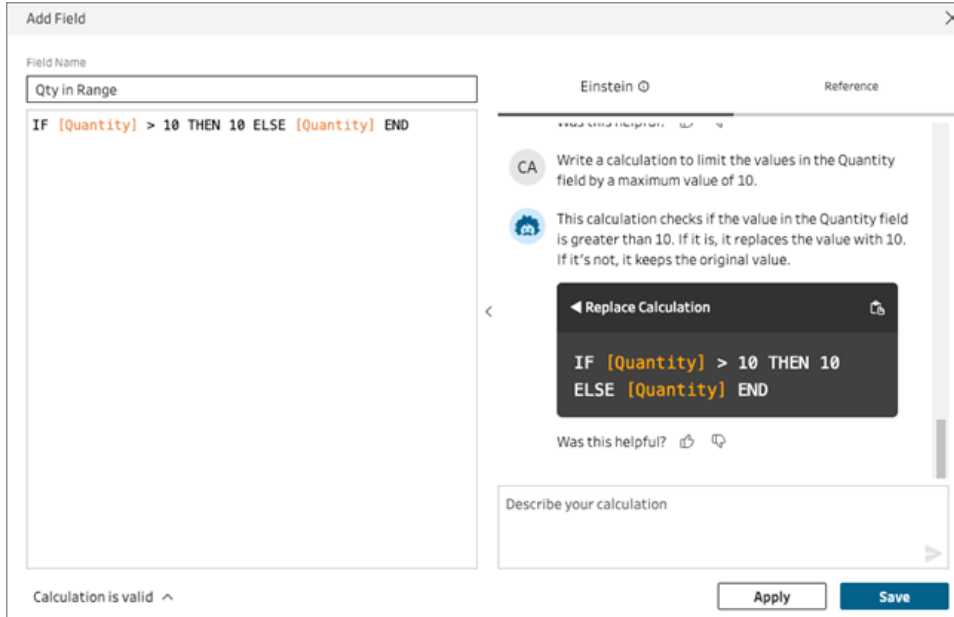 Add Field
Field Name
Qty in Range
IF [Quantity] > 10 THEN 10 ELSE [Quantity] END
Calculation is valid
Einstein
Reference
Was this helpful?
CA
Write a calculation to limit the values in the Quantity
field by a maximum value of 10.
This calculation checks if the value in the Quantity field
is greater than 10. If it is, it replaces the value with 10.
If it's not, it keeps the original value.
Replace Calculation
IF [Quantity] > 10 THEN 10
ELSE [Quantity] END
Was this helpful?
Describe your calculation
Apply
Save